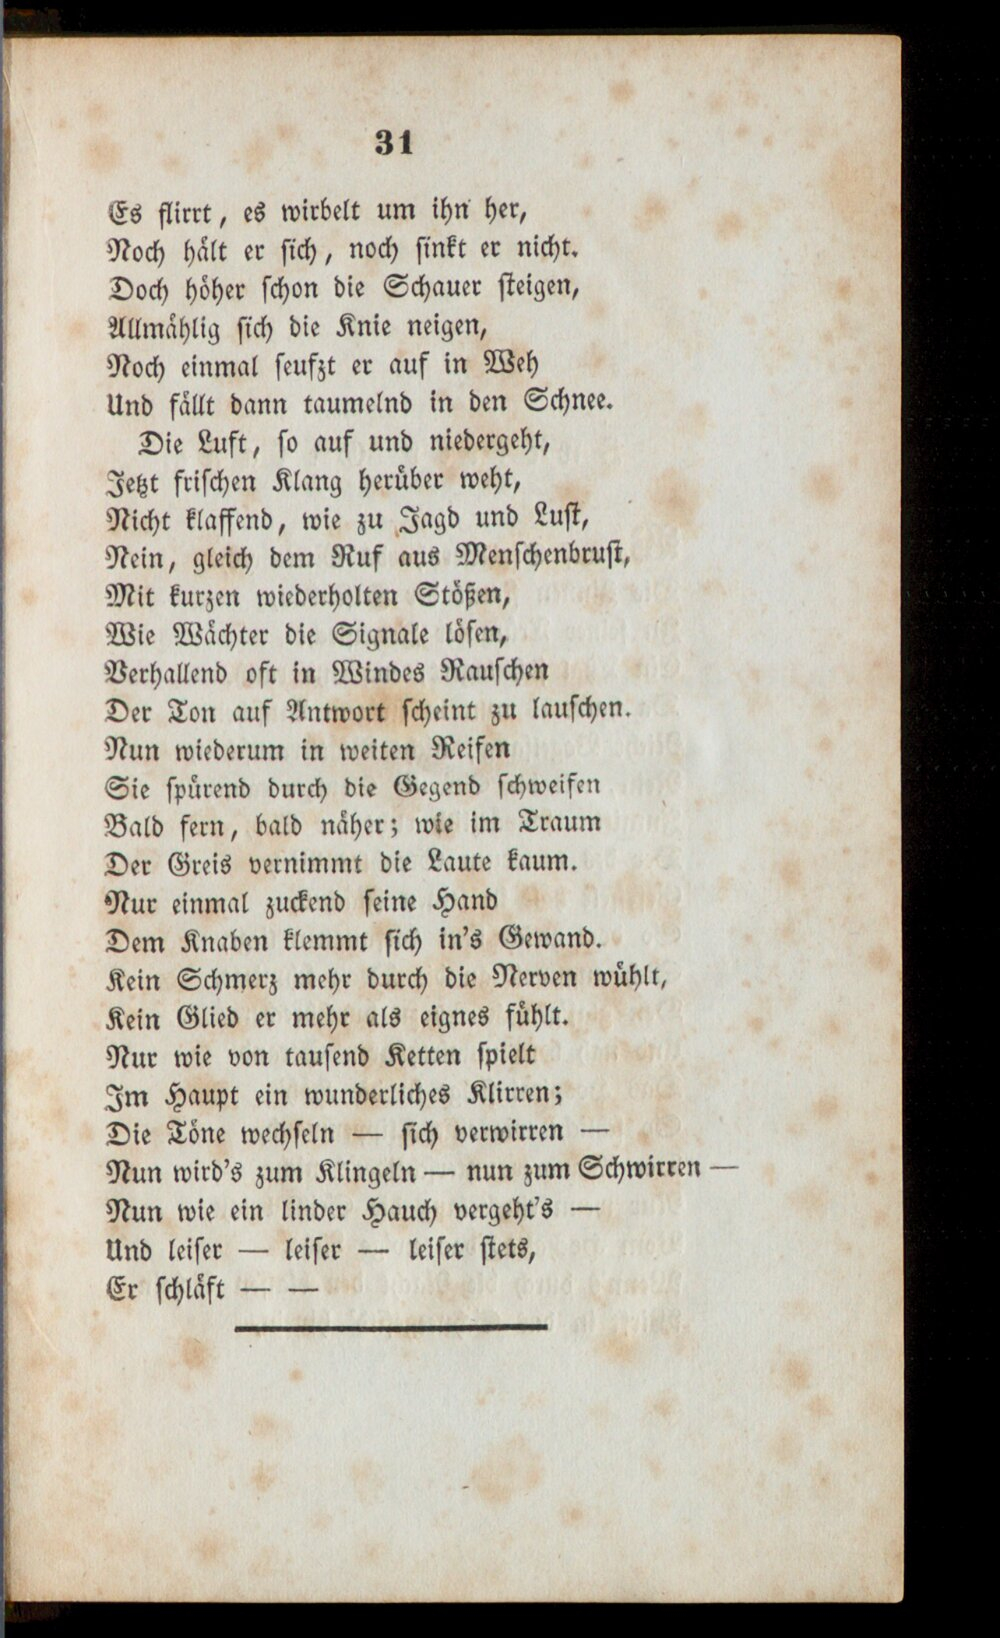 31
Es flirrt, es wirbelt um ihn her,
Noch hält er sich, noch sinkt er nicht.
Doch höher schon die Schauer steigen,
Allmählig sich die Knie neigen,
Noch einmal seufzt er auf in Weh
Und fällt dann taumelnd in den Schnee.
Die Luft, so auf und niedergeht,
Jetzt frischen Klang herüber weht,
Nicht klaffend, wie zu Jagd und Lust,
Nein, gleich dem Ruf aus Menschenbrust,
Mit kurzen wiederholten Stößen,
Wie Wächter die Signale lösen,
Verhallend oft in Windes Rauschen
Der Ton auf Antwort scheint zu lauschen.
Nun wiederum in weiten Reifen
Sie spürend durch die Gegend schweifen
Bald fern, bald näher; wie im Traum
Der Greis vernimmt die Laute kaum.
Nur einmal zuckend seine Hand
Dem Knaben klemmt sich in's Gewand.
Kein Schmerz mehr durch die Nerven wühlt,
Kein Glied er mehr als eignes fühlt.
Nur wie von tausend Ketten spielt
Im Haupt ein wunderliches Klirren;
Die Töne wechseln — sich verwirren —
Nun wird's zum Klingeln — nun zum Schwirren —
Nun wie ein linder Hauch vergeht's —
Und leiser — leiser — leiser stets,
Er schläft — —